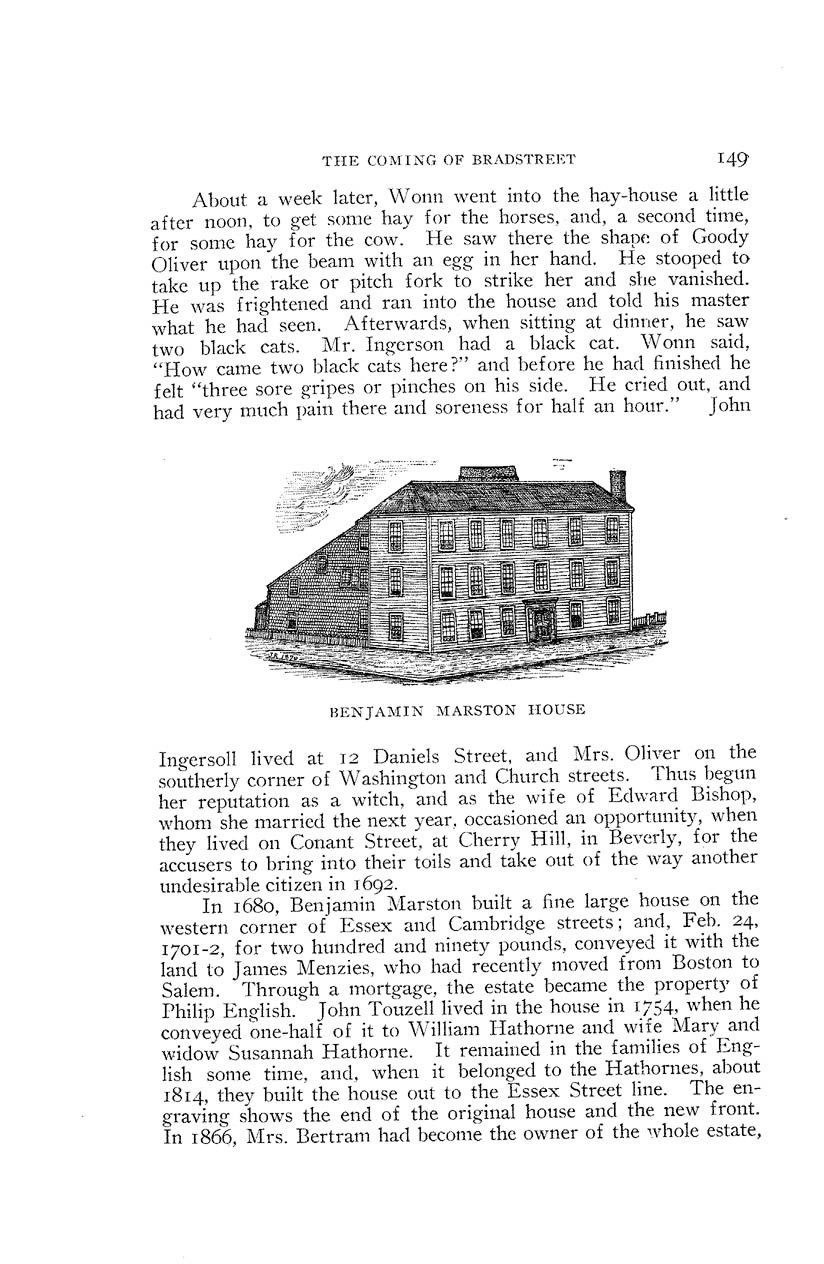 THE COMING OF BRADSTREET 149
About a week later, Wonn went into the hay-house a little
after noon, to get some hay for the horses, and, a second time,
for some hay for the cow. He saw there the shape of Goody
Oliver upon the beam with an egg in her hand. He stooped to
take up the rake or pitch fork to strike her and she vanished.
He was frightened and ran into the house and told his master
what he had seen. Afterwards, when sitting at dinner, he saw
two black cats. Mr. Ingerson had a black cat. Wonn said,
“How came two black cats here?” and before he had finished he
felt “three sore gripes or pinches on his side. He cried out, and
had very much pain there and soreness for half an hour.” John
BENJAMIN MARSTON HOUSE
Ingersoll lived at 12 Daniels Street, and Mrs. Oliver on the
southerly corner of Washington and Church streets. Thus begun
her reputation as a witch, and as the wife of Edward Bishop,
whom she married the next year, occasioned an opportunity, when
they lived on Conant Street, at Cherry Hill, in Beverly, for the
accusers to bring into their toils and take out of the way another
undesirable citizen in 1692.
In 1680, Benjamin Marston built a fine large house on the
western corner of Essex and Cambridge streets; and, Feb. 24,
1701-2, for two hundred and ninety pounds, conveyed it with the
land to James Menzies, who had recently moved from Boston to
Salem. Through a mortgage, the estate became the property of
Philip English. John Touzell lived in the house in 1754, when he
conveyed one-half of it to William Hathorne and wife Mary and
widow Susannah Hathorne. It remained in the families of Eng-
lish some time, and, when it belonged to the Hathornes, about
1814, they built the house out to the Essex Street line. The en-
graving shows the end of the original house and the new front.
In 1866, Mrs. Bertram had become the owner of the whole estate,